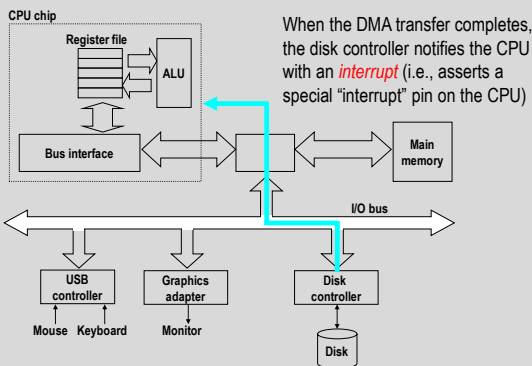 CPU chip
Register file
ALU
Bus interface
When the DMA transfer completes,
the disk controller notifies the CPU
with an interrupt (i.e., asserts a
special “interrupt” pin on the CPU)
Main
memory
I/O bus
USB
controller
Graphics
adapter
Disk
controller
Mouse
Keyboard
Monitor
Disk